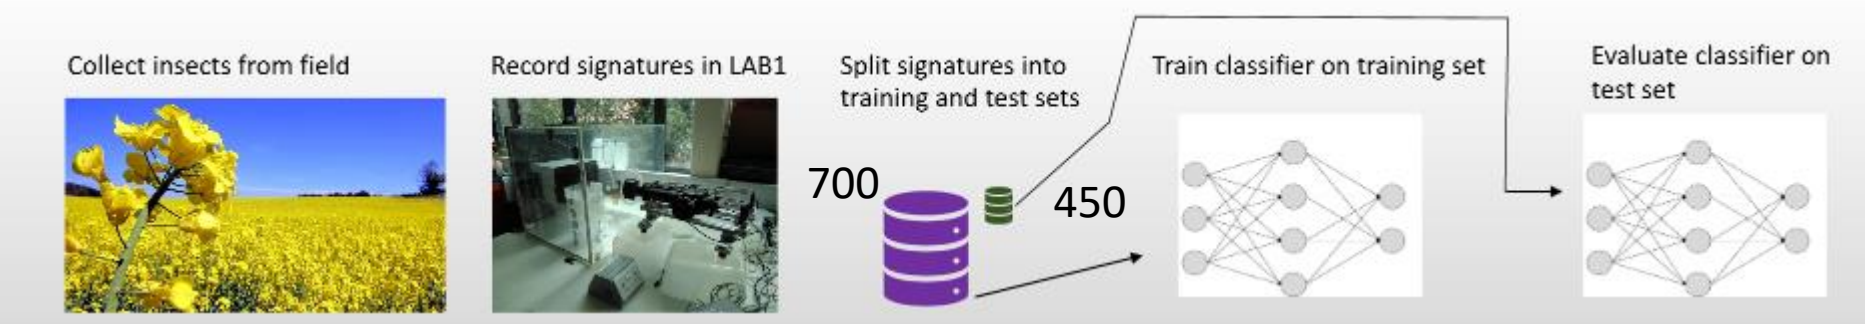 Collect insects from field
Record signatures in LAB1
Split signatures into
training and test sets
700
450
Train classifier on training set
Evaluate classifier on
test set